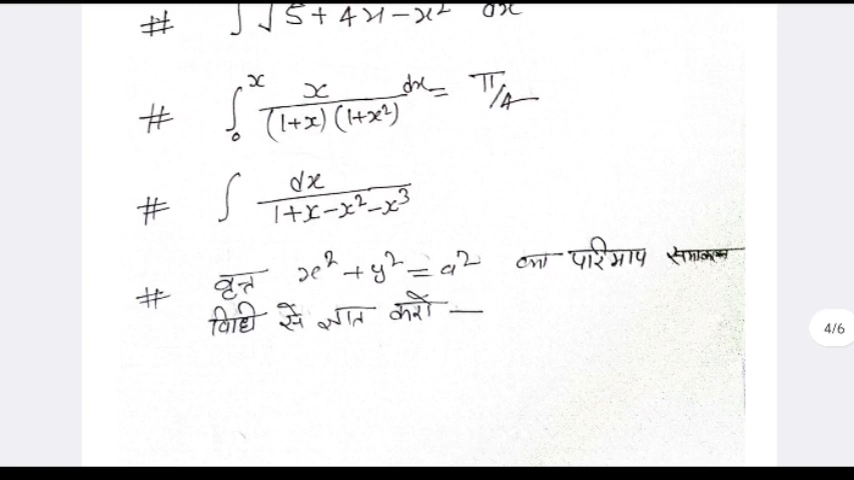 # ∫ √5+4x-x² dx
# ∫₀ˣ x/((1+x)(1+x²)) dx = π/4
# ∫ dx/(1+x-x²-x³)
# वृत्त x²+y²=a² का परिमाप समाकलन
विधी से ज्ञात करो —
4/6